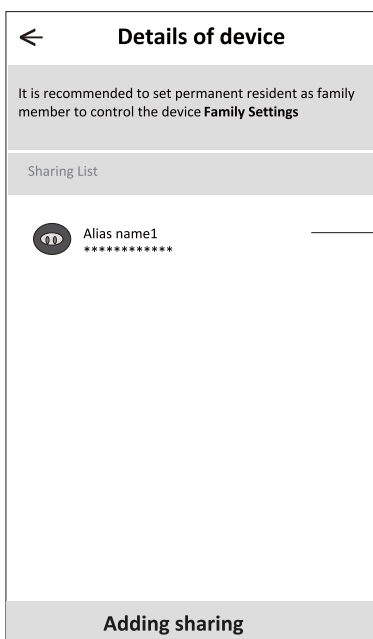 Details of device
It is recommended to set permanent resident as family
member to control the device Family Settings
Sharing List
Alias name1
************
Adding sharing